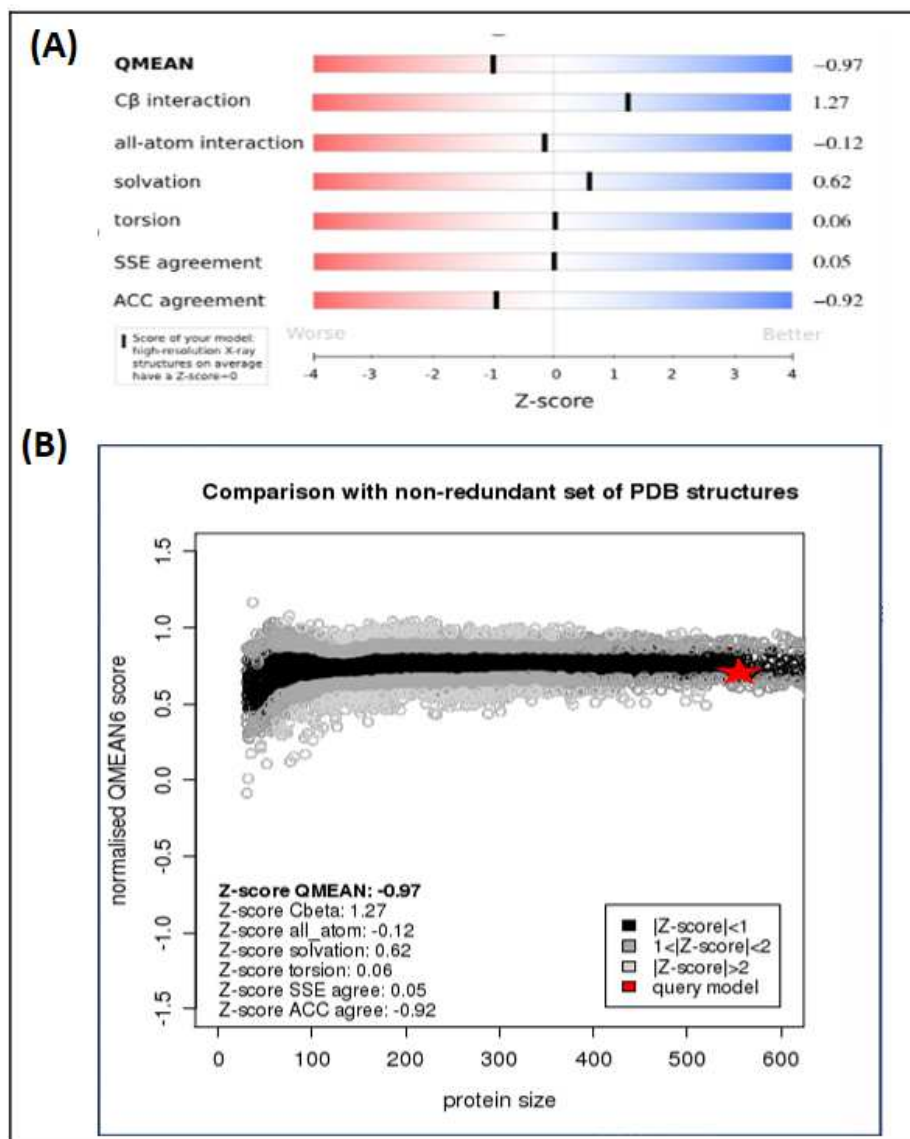 (A)
QMEAN −0.97
Cβ interaction 1.27
all-atom interaction −0.12
solvation 0.62
torsion 0.06
SSE agreement 0.05
ACC agreement −0.92
Worse Better
Score of your model:
high-resolution X-ray
structures on average
have a Z-score=0
-4 -3 -2 -1 0 1 2 3 4
Z-score
(B)
Comparison with non-redundant set of PDB structures
normalised QMEAN6 score
1.5
1.0
0.5
0.0
-0.5
-1.0
-1.5
Z-score QMEAN: -0.97
Z-score Cbeta: 1.27
Z-score all_atom: -0.12
Z-score solvation: 0.62
Z-score torsion: 0.06
Z-score SSE agree: 0.05
Z-score ACC agree: -0.92
|Z-score|<1
1<|Z-score|<2
|Z-score|>2
query model
0 100 200 300 400 500 600
protein size